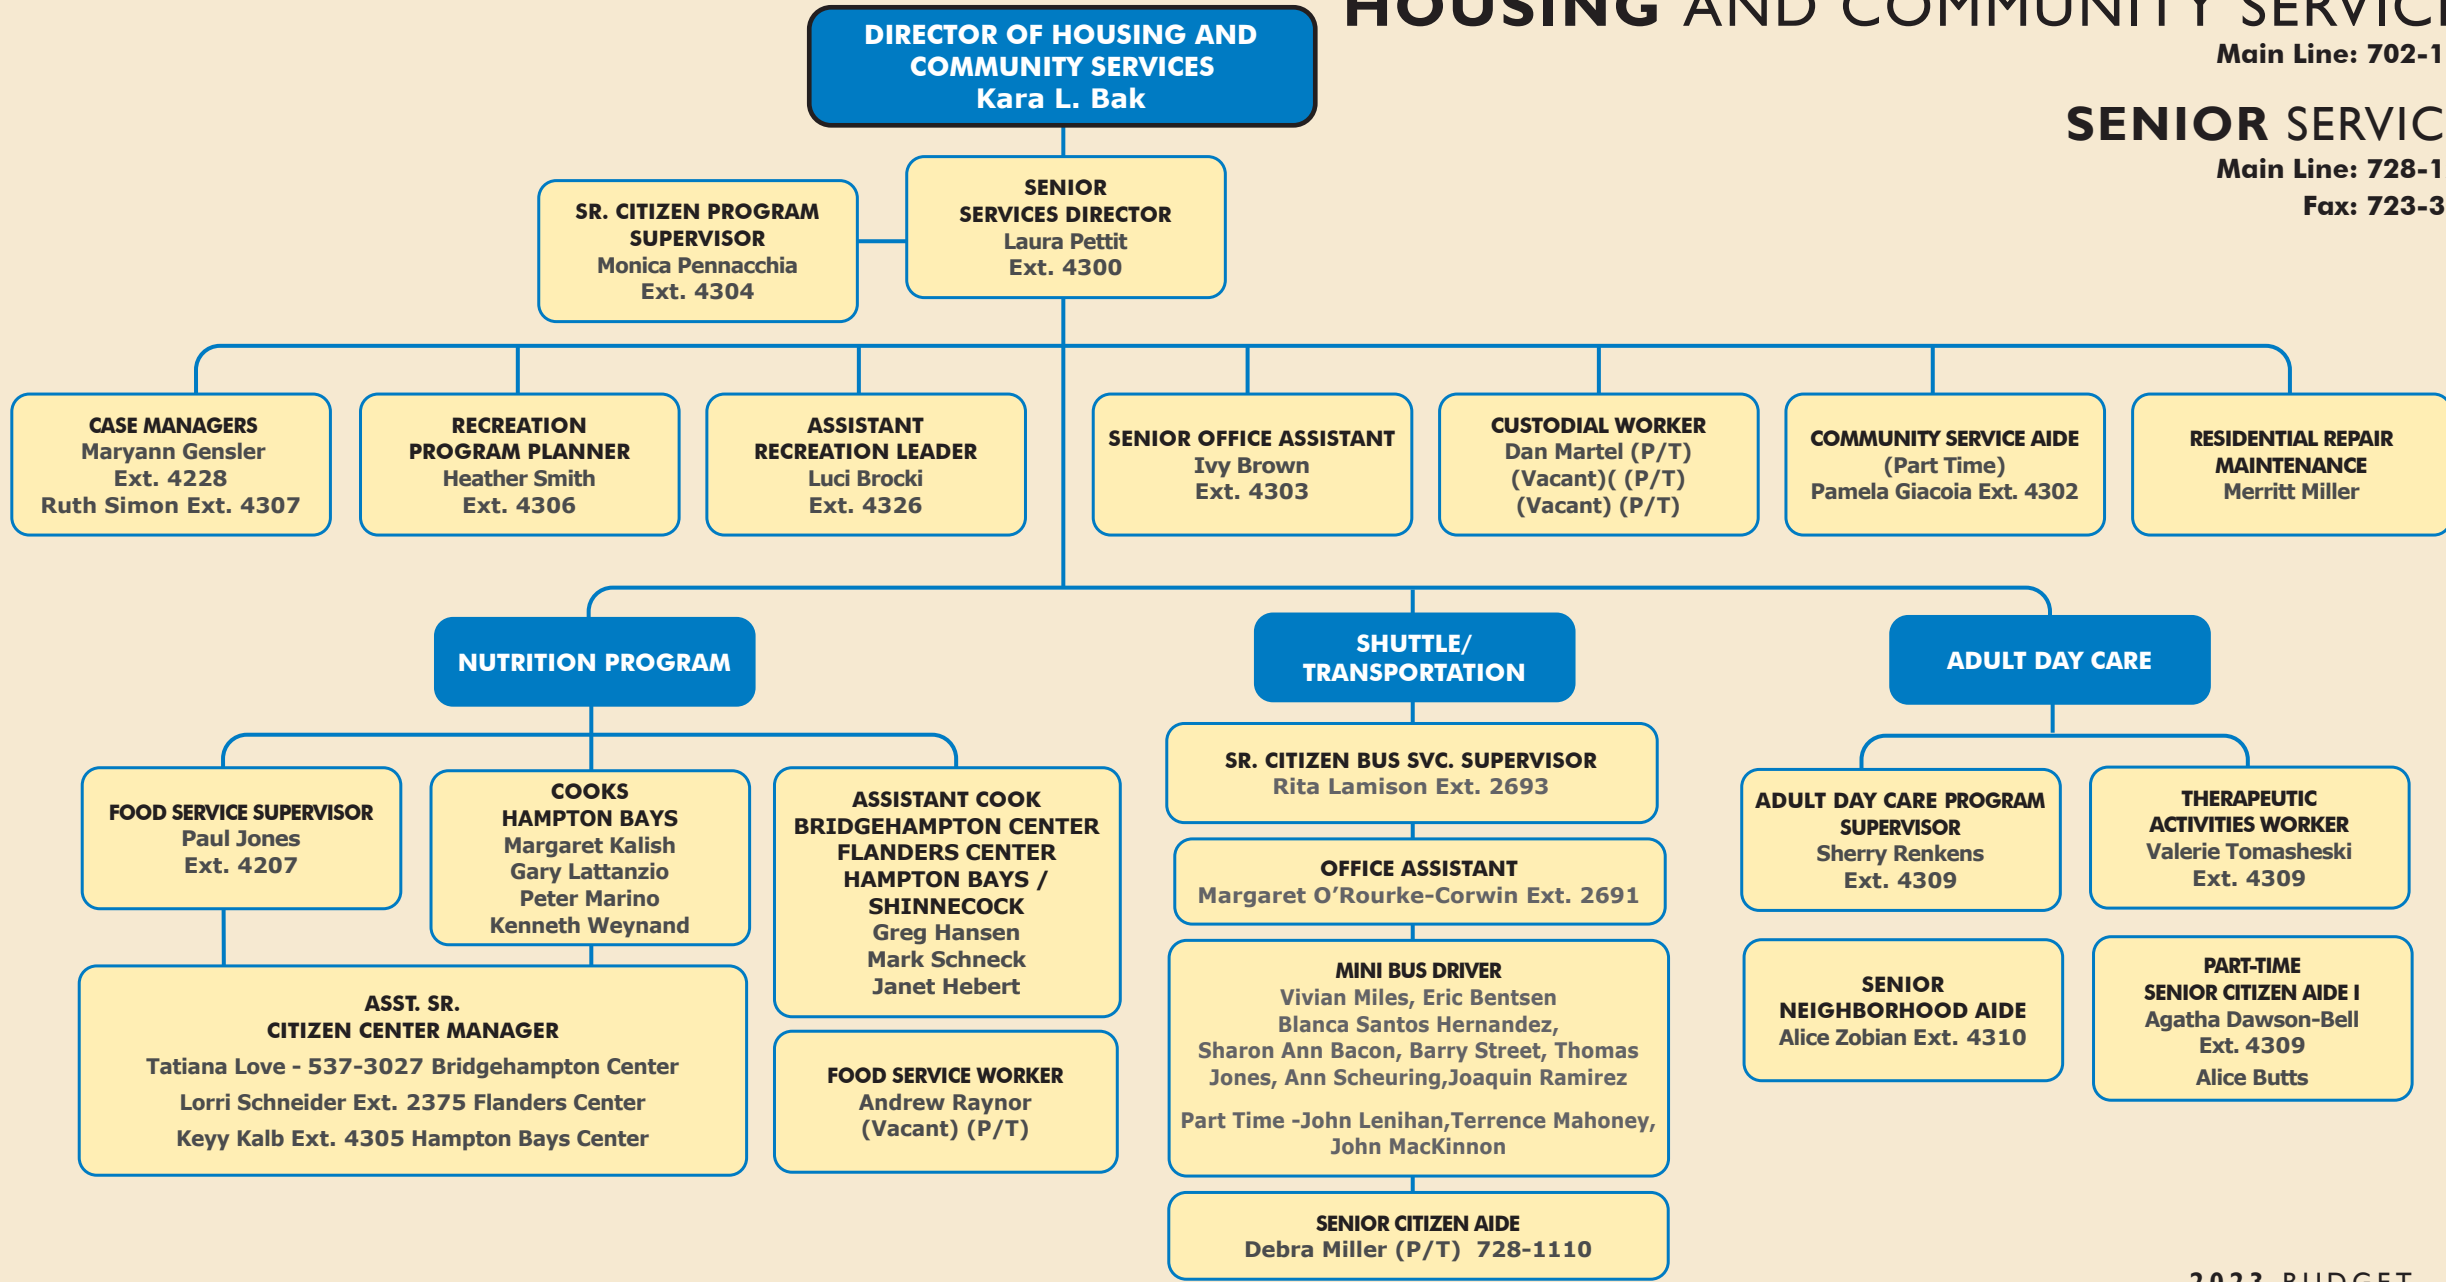 HOUSING AND COMMUNITY
Main Line:
SENIOR
Main Line:
Fax:
DIRECTOR OF HOUSING AND
COMMUNITY SERVICES
Kara L. Bak
SR. CITIZEN PROGRAM
SUPERVISOR
Monica Pennacchia
Ext. 4304
SENIOR
SERVICES DIRECTOR
Laura Pettit
Ext. 4300
CASE MANAGERS
Maryann Gensler
Ext. 4228
Ruth Simon Ext. 4307
RECREATION
PROGRAM PLANNER
Heather Smith
Ext. 4306
ASSISTANT
RECREATION LEADER
Luci Brocki
Ext. 4326
SENIOR OFFICE ASSISTANT
Ivy Brown
Ext. 4303
CUSTODIAL WORKER
Dan Martel (P/T)
(Vacant)( (P/T)
(Vacant) (P/T)
COMMUNITY SERVICE AIDE
(Part Time)
Pamela Giacoia Ext. 4302
RESIDENTIAL REPAIR
MAINTENANCE
Merritt Miller
NUTRITION PROGRAM
FOOD SERVICE SUPERVISOR
Paul Jones
Ext. 4207
COOKS
HAMPTON BAYS
Margaret Kalish
Gary Lattanzio
Peter Marino
Kenneth Weynand
ASSISTANT COOK
BRIDGEHAMPTON CENTER
FLANDERS CENTER
HAMPTON BAYS /
SHINNECOCK
Greg Hansen
Mark Schneck
Janet Hebert
ASST. SR.
CITIZEN CENTER MANAGER
Tatiana Love - 537-3027 Bridgehampton Center
Lorri Schneider Ext. 2375 Flanders Center
Keyy Kalb Ext. 4305 Hampton Bays Center
FOOD SERVICE WORKER
Andrew Raynor
(Vacant) (P/T)
SHUTTLE/
TRANSPORTATION
SR. CITIZEN BUS SVC. SUPERVISOR
Rita Lamison Ext. 2693
OFFICE ASSISTANT
Margaret O’Rourke-Corwin Ext. 2691
MINI BUS DRIVER
Vivian Miles, Eric Bentsen
Blanca Santos Hernandez,
Sharon Ann Bacon, Barry Street, Thomas
Jones, Ann Scheuring,Joaquin Ramirez
Part Time -John Lenihan,Terrence Mahoney,
John MacKinnon
SENIOR CITIZEN AIDE
Debra Miller (P/T) 728-1110
ADULT DAY CARE
ADULT DAY CARE PROGRAM
SUPERVISOR
Sherry Renkens
Ext. 4309
THERAPEUTIC
ACTIVITIES WORKER
Valerie Tomasheski
Ext. 4309
SENIOR
NEIGHBORHOOD AIDE
Alice Zobian Ext. 4310
PART-TIME
SENIOR CITIZEN AIDE I
Agatha Dawson-Bell
Ext. 4309
Alice Butts
2023 BUDGET